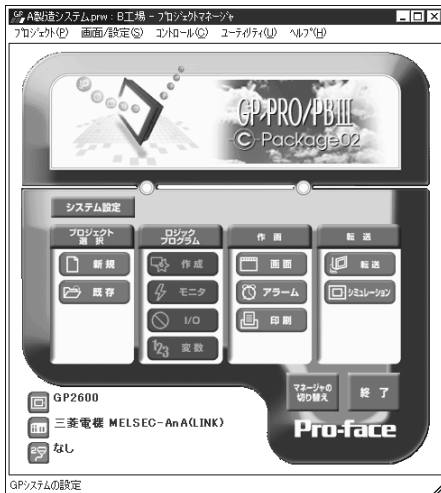 A製造システム.prw : B工場 - プロジェクトマネージャ
プロジェクト(P) 画面/設定(S) コントロール(C) ユーティリティ(U) ヘルプ(H)
GP-PRO/PBIII
C-Package02
システム設定
プロジェクト選択
新規
既存
ロジックプログラム
作成
モニタ
I/O
変数
作画
画面
アラーム
印刷
転送
転送
シミュレーション
GP2600
三菱電機 MELSEC-AnA(LINK)
なし
マネージャの切り替え
終了
Pro-face
GPシステムの設定